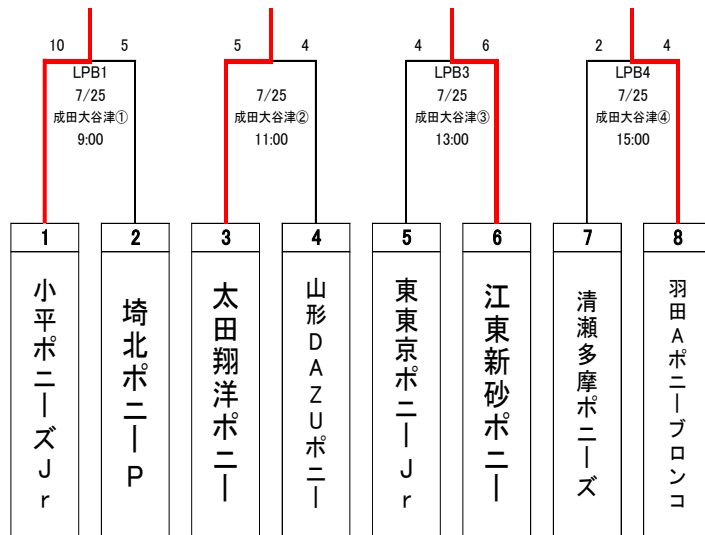 10 5 5 4 4 6 2 4
LPB1 LPB3 LPB4
7/25 7/25 7/25 7/25
成田大谷津① 成田大谷津② 成田大谷津③ 成田大谷津④
9:00 11:00 13:00 15:00
1 2 3 4 5 6 7 8
小平ポニーズJr
埼北ポニーP
太田翔洋ポニー
山形DAZUポニー
東東京ポニーJr
江東新砂ポニー
清瀬多摩ポニーズ
羽田Aポニーブロンコ